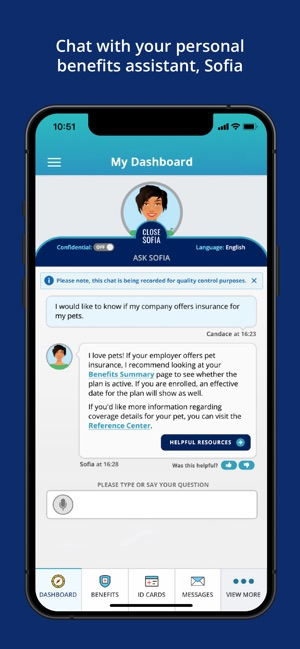 Chat with your personal
benefits assistant, Sofia
10:51
My Dashboard
CLOSE
SOFIA
Confidential: OFF
Language: English
ASK SOFIA
Please note, this chat is being recorded for quality control purposes.
I would like to know if my company offers insurance for
my pets.
Candace at 16:23
I love pets! If your employer offers pet
insurance, I recommend looking at your
Benefits Summary page to see whether the
plan is active. If you are enrolled, an effective
date for the plan will show as well.
If you'd like more information regarding
coverage details for your pet, you can visit the
Reference Center.
HELPFUL RESOURCES
Sofia at 16:28
Was this helpful?
PLEASE TYPE OR SAY YOUR QUESTION
DASHBOARD
BENEFITS
ID CARDS
MESSAGES
VIEW MORE